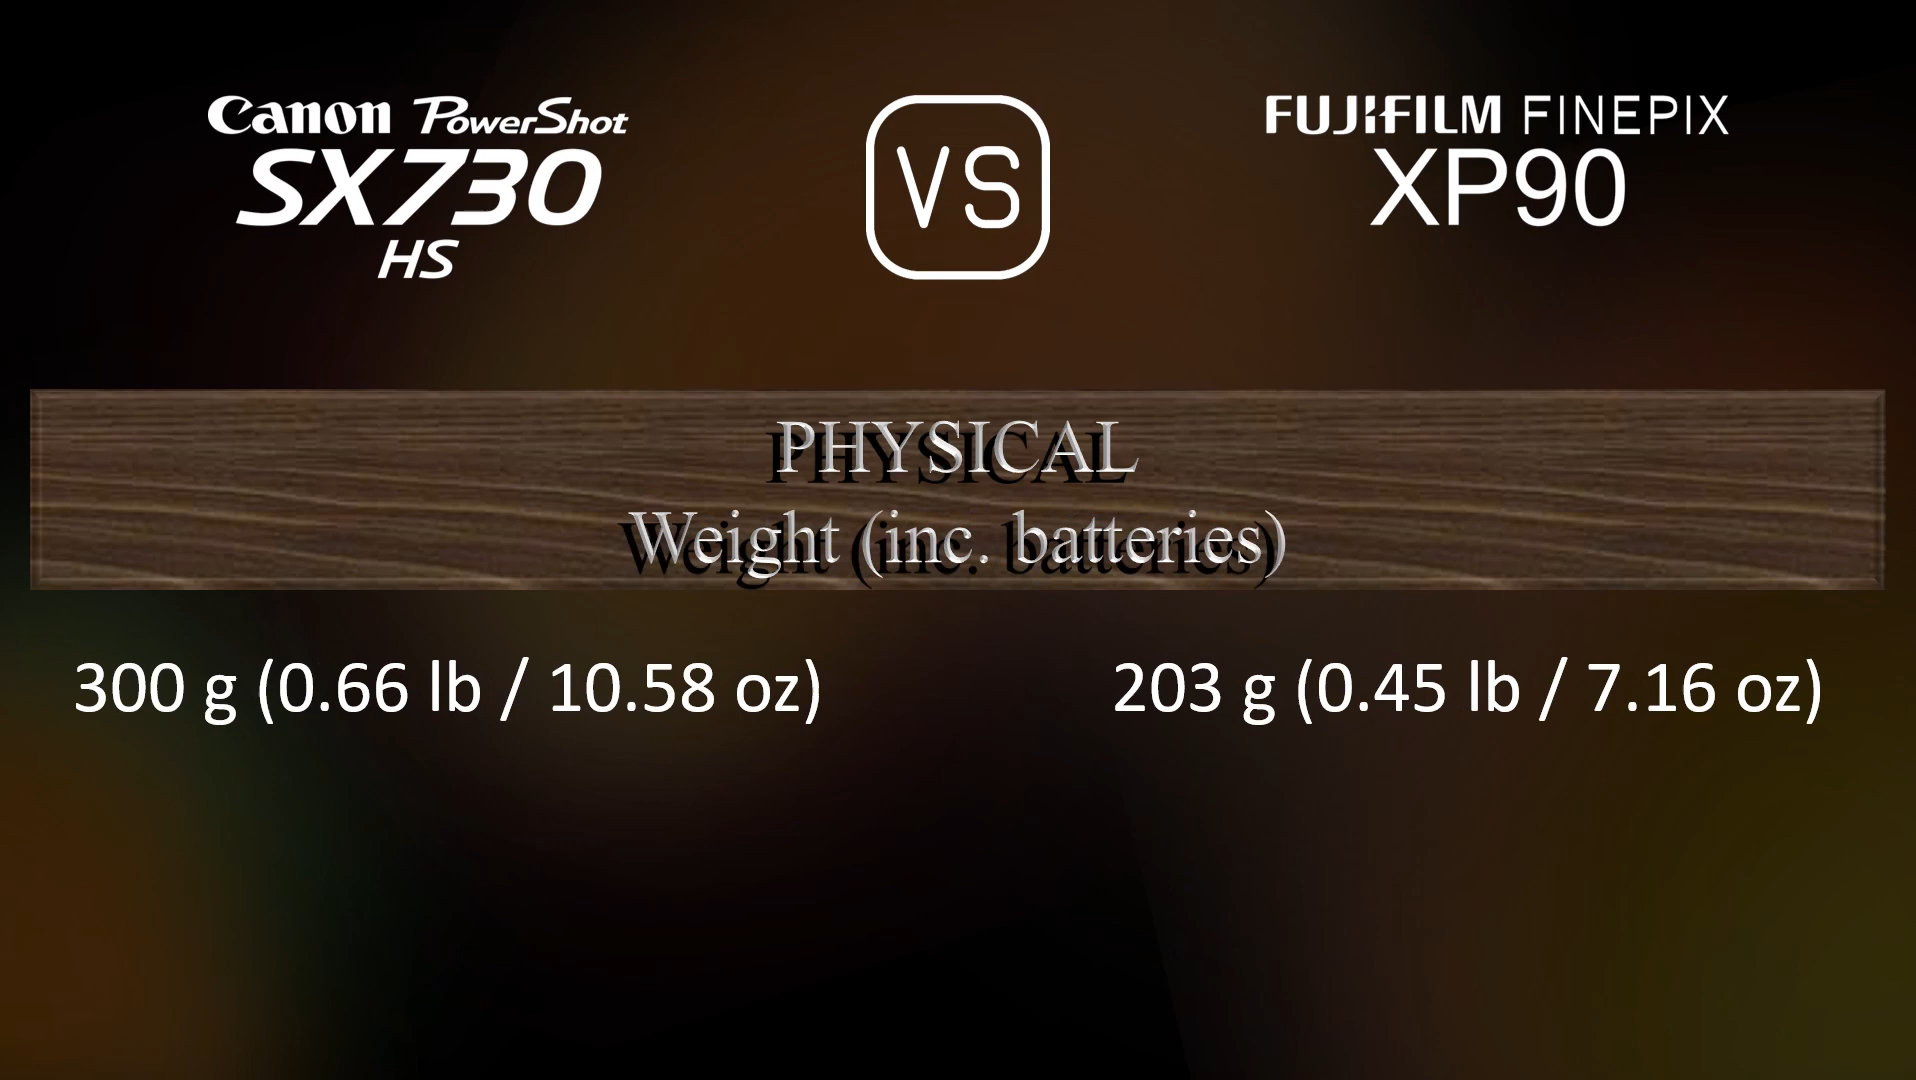 Canon PowerShot
SX730
HS
VS
FUJIFILM FINEPIX
XP90
PHYSICAL
Weight (inc. batteries)
300 g (0.66 lb / 10.58 oz)
203 g (0.45 lb / 7.16 oz)